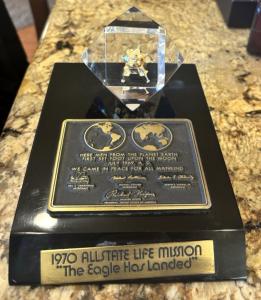 HERE MEN FROM THE PLANET EARTH
FIRST SET FOOT UPON THE MOON
JULY 1969, A. D.
WE CAME IN PEACE FOR ALL MANKIND
1970 ALLSTATE LIFE MISSION
"The Eagle Has Landed"